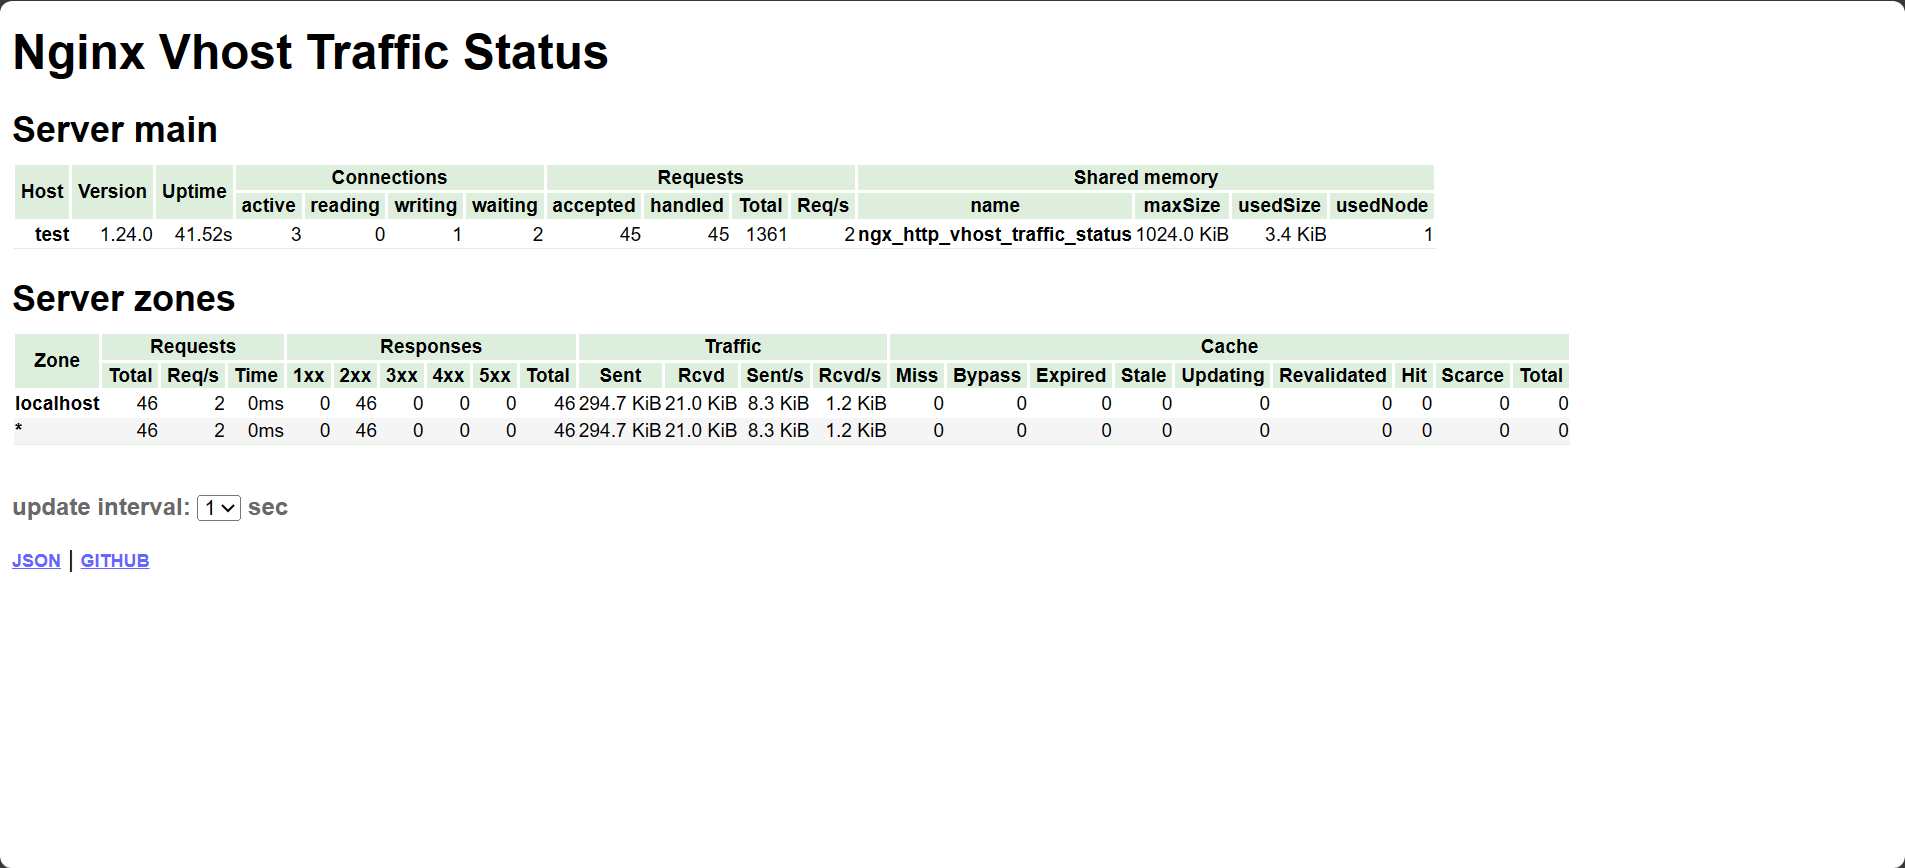 Nginx Vhost Traffic Status
Server main
Host Version Uptime Connections Requests Shared memory
active reading writing waiting accepted handled Total Req/s name maxSize usedSize usedNode
test 1.24.0 41.52s 3 0 1 2 45 45 1361 2 ngx_http_vhost_traffic_status 1024.0 KiB 3.4 KiB 1
Server zones
Zone Requests Responses Traffic Cache
Total Req/s Time 1xx 2xx 3xx 4xx 5xx Total Sent Rcvd Sent/s Rcvd/s Miss Bypass Expired Stale Updating Revalidated Hit Scarce Total
localhost 46 2 0ms 0 46 0 0 0 46 294.7 KiB 21.0 KiB 8.3 KiB 1.2 KiB 0 0 0 0 0 0 0 0 0
* 46 2 0ms 0 46 0 0 0 46 294.7 KiB 21.0 KiB 8.3 KiB 1.2 KiB 0 0 0 0 0 0 0 0 0
update interval: 1 sec
JSON | GITHUB